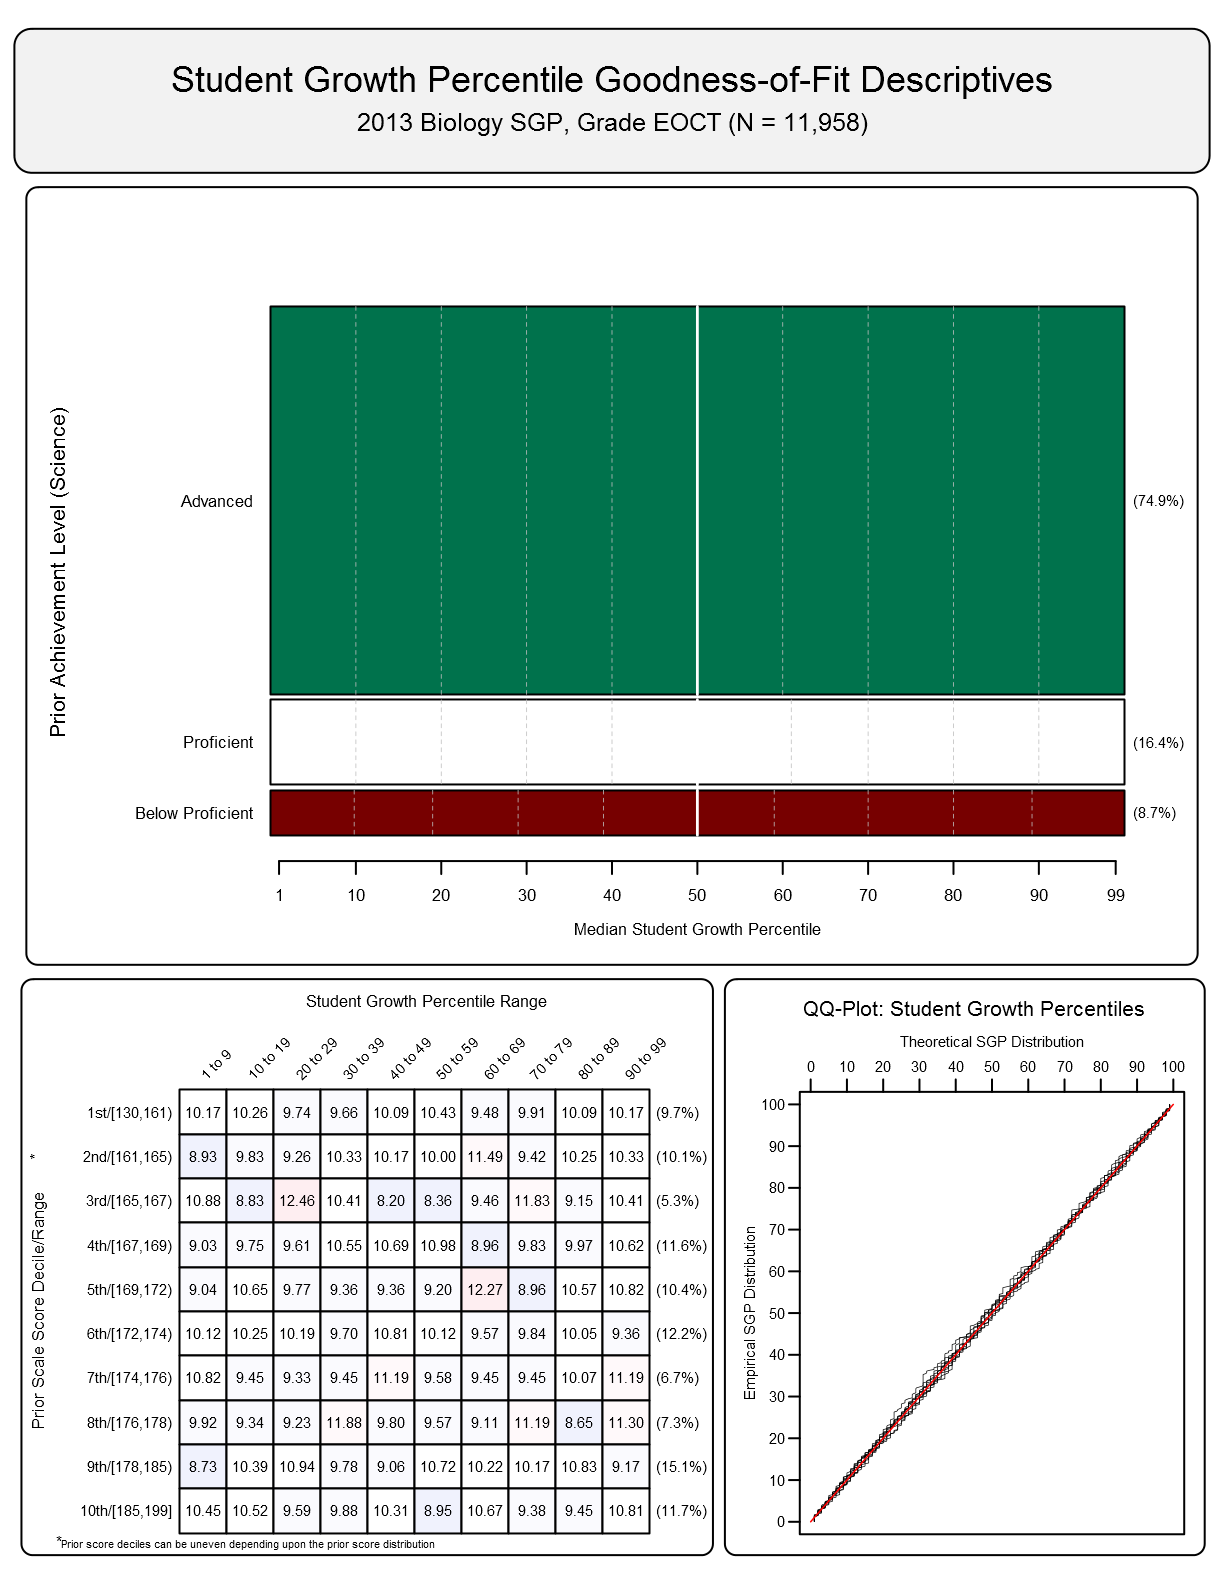 Student Growth Percentile Goodness-of-Fit Descriptives
2013 Biology SGP, Grade EOCT (N = 11,958)
Prior Achievement Level (Science)
Advanced (74.9%)
Proficient (16.4%)
Below Proficient (8.7%)
1 10 20 30 40 50 60 70 80 90 99
Median Student Growth Percentile
Student Growth Percentile Range
1 to 9 10 to 19 20 to 29 30 to 39 40 to 49 50 to 59 60 to 69 70 to 79 80 to 89 90 to 99
Prior Scale Score Decile/Range *
1st/[130,161) 10.17 10.26 9.74 9.66 10.09 10.43 9.48 9.91 10.09 10.17 (9.7%)
2nd/[161,165) 8.93 9.83 9.26 10.33 10.17 10.00 11.49 9.42 10.25 10.33 (10.1%)
3rd/[165,167) 10.88 8.83 12.46 10.41 8.20 8.36 9.46 11.83 9.15 10.41 (5.3%)
4th/[167,169) 9.03 9.75 9.61 10.55 10.69 10.98 8.96 9.83 9.97 10.62 (11.6%)
5th/[169,172) 9.04 10.65 9.77 9.36 9.36 9.20 12.27 8.96 10.57 10.82 (10.4%)
6th/[172,174) 10.12 10.25 10.19 9.70 10.81 10.12 9.57 9.84 10.05 9.36 (12.2%)
7th/[174,176) 10.82 9.45 9.33 9.45 11.19 9.58 9.45 9.45 10.07 11.19 (6.7%)
8th/[176,178) 9.92 9.34 9.23 11.88 9.80 9.57 9.11 11.19 8.65 11.30 (7.3%)
9th/[178,185) 8.73 10.39 10.94 9.78 9.06 10.72 10.22 10.17 10.83 9.17 (15.1%)
10th/[185,199] 10.45 10.52 9.59 9.88 10.31 8.95 10.67 9.38 9.45 10.81 (11.7%)
*Prior score deciles can be uneven depending upon the prior score distribution
QQ-Plot: Student Growth Percentiles
Theoretical SGP Distribution
0 10 20 30 40 50 60 70 80 90 100
Empirical SGP Distribution
100
90
80
70
60
50
40
30
20
10
0